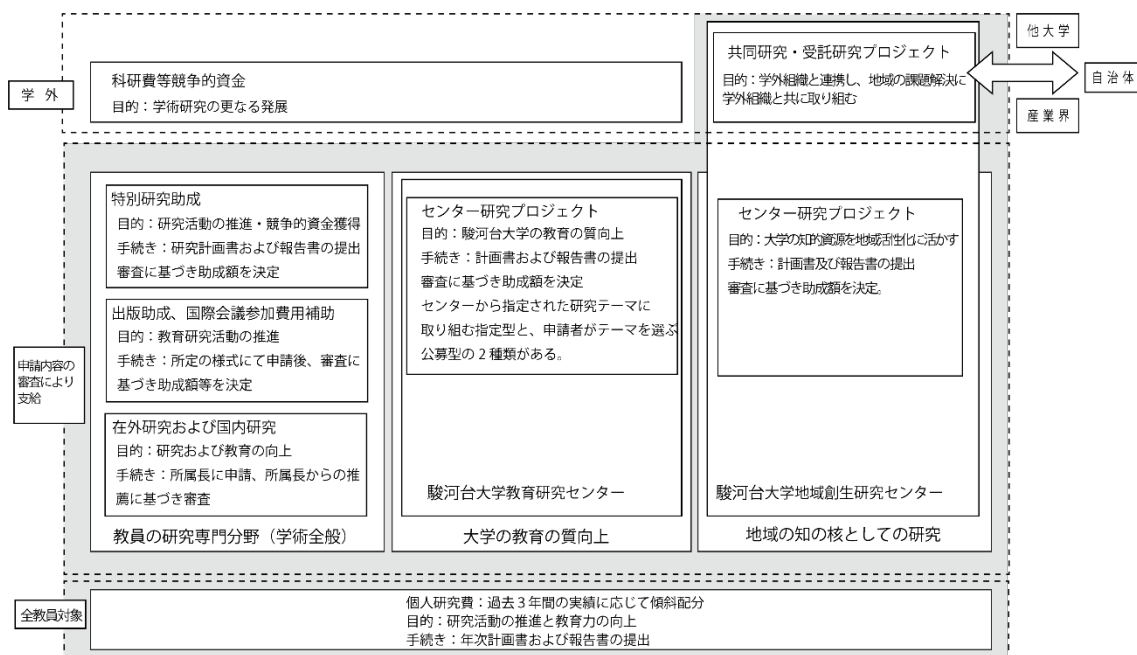 学 外
科研費等競争的資金
目的：学術研究の更なる発展
共同研究・受託研究プロジェクト
目的：学外組織と連携し、地域の課題解決に
学外組織と共に取り組む
他 大 学
自 治 体
産 業 界
申請内容の
審査により
支給
特別研究助成
目的：研究活動の推進・競争的資金獲得
手続き：研究計画書および報告書の提出
審査に基づき助成額を決定
出版助成、国際会議参加費用補助
目的：教育研究活動の推進
手続き：所定の様式にて申請後、審査に
基づき助成額等を決定
在外研究および国内研究
目的：研究および教育の向上
手続き：所属長に申請、所属長からの推
薦に基づき審査
教員の研究専門分野（学術全般）
センター研究プロジェクト
目的：駿河台大学の教育の質向上
手続き：計画書および報告書の提出
審査に基づき助成額を決定
センターから指定された研究テーマに
取り組む指定型と、申請者がテーマを選ぶ
公募型の 2 種類がある。
駿河台大学教育研究センター
大学の教育の質向上
センター研究プロジェクト
目的：大学の知的資源を地域活性化に活かす
手続き：計画書及び報告書の提出
審査に基づき助成額を決定。
駿河台大学地域創生研究センター
地域の知の核としての研究
全教員対象
個人研究費：過去 3 年間の実績に応じて傾斜配分
目的：研究活動の推進と教育力の向上
手続き：年次計画書および報告書の提出